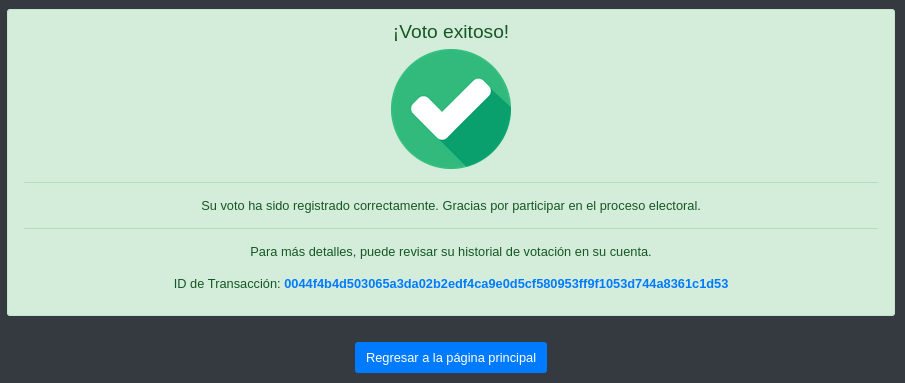 ¡Voto exitoso!
Su voto ha sido registrado correctamente. Gracias por participar en el proceso electoral.
Para más detalles, puede revisar su historial de votación en su cuenta.
ID de Transacción: 0044f4b4d503065a3da02b2edf4ca9e0d5cf580953ff9f1053d744a8361c1d53
Regresar a la página principal